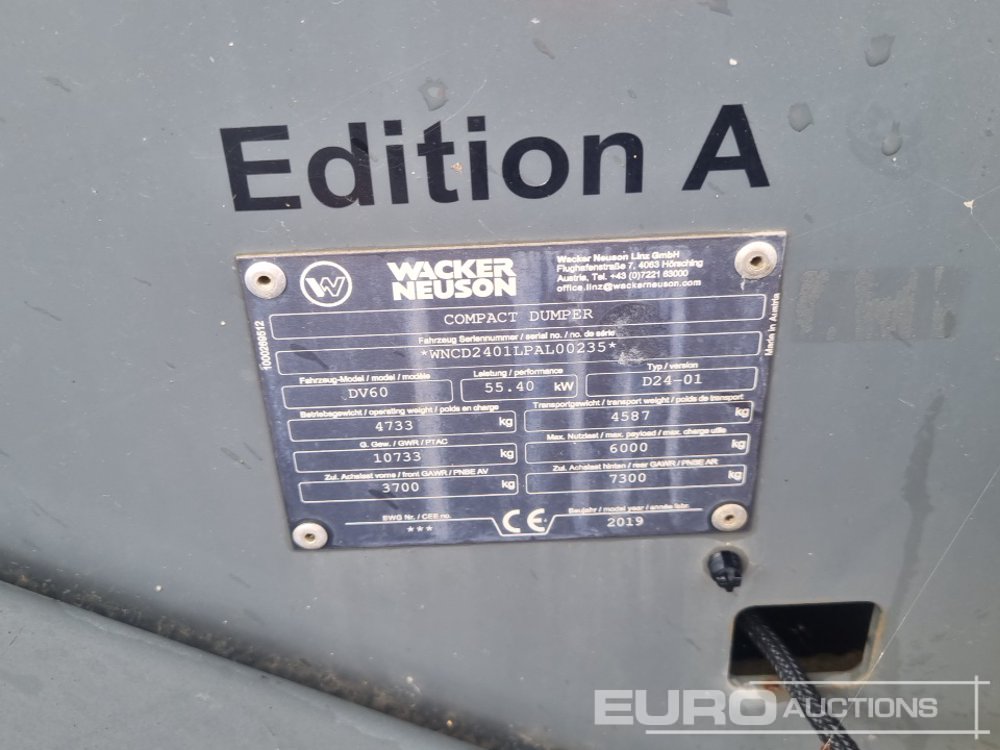 Edition A
WACKER NEUSON
Wacker Neuson Linz GmbH
Flughafenstraße 7, 4063 Hörsching
Austria, Tel. +43 (0)7221 63000
office.linz@wackerneuson.com
COMPACT DUMPER
Fahrzeug Seriennummer / serial no. / no. de série
*WNCD2401LPAL00235*
Fahrzeug-Model / model / modèle
DV60
Leistung / performance
55.40 kW
Typ / version
D24-01
Betriebsgewicht / operating weight / poids en charge
4733 kg
Transportgewicht / transport weight / poids de transport
4587 kg
G. Gew. / GWR / PTAC
10733 kg
Max. Nutzlast / max. payload / max. charge utile
6000 kg
Zul. Achslast vorne / front GAWR / PNBE AV
3700 kg
Zul. Achslast hinten / rear GAWR / PNBE AR
7300 kg
EWG Nr. / CEE no.
***
CE
Baujahr / model year / année fabr.
2019
1000269512
Made in Austria
EURO AUCTIONS